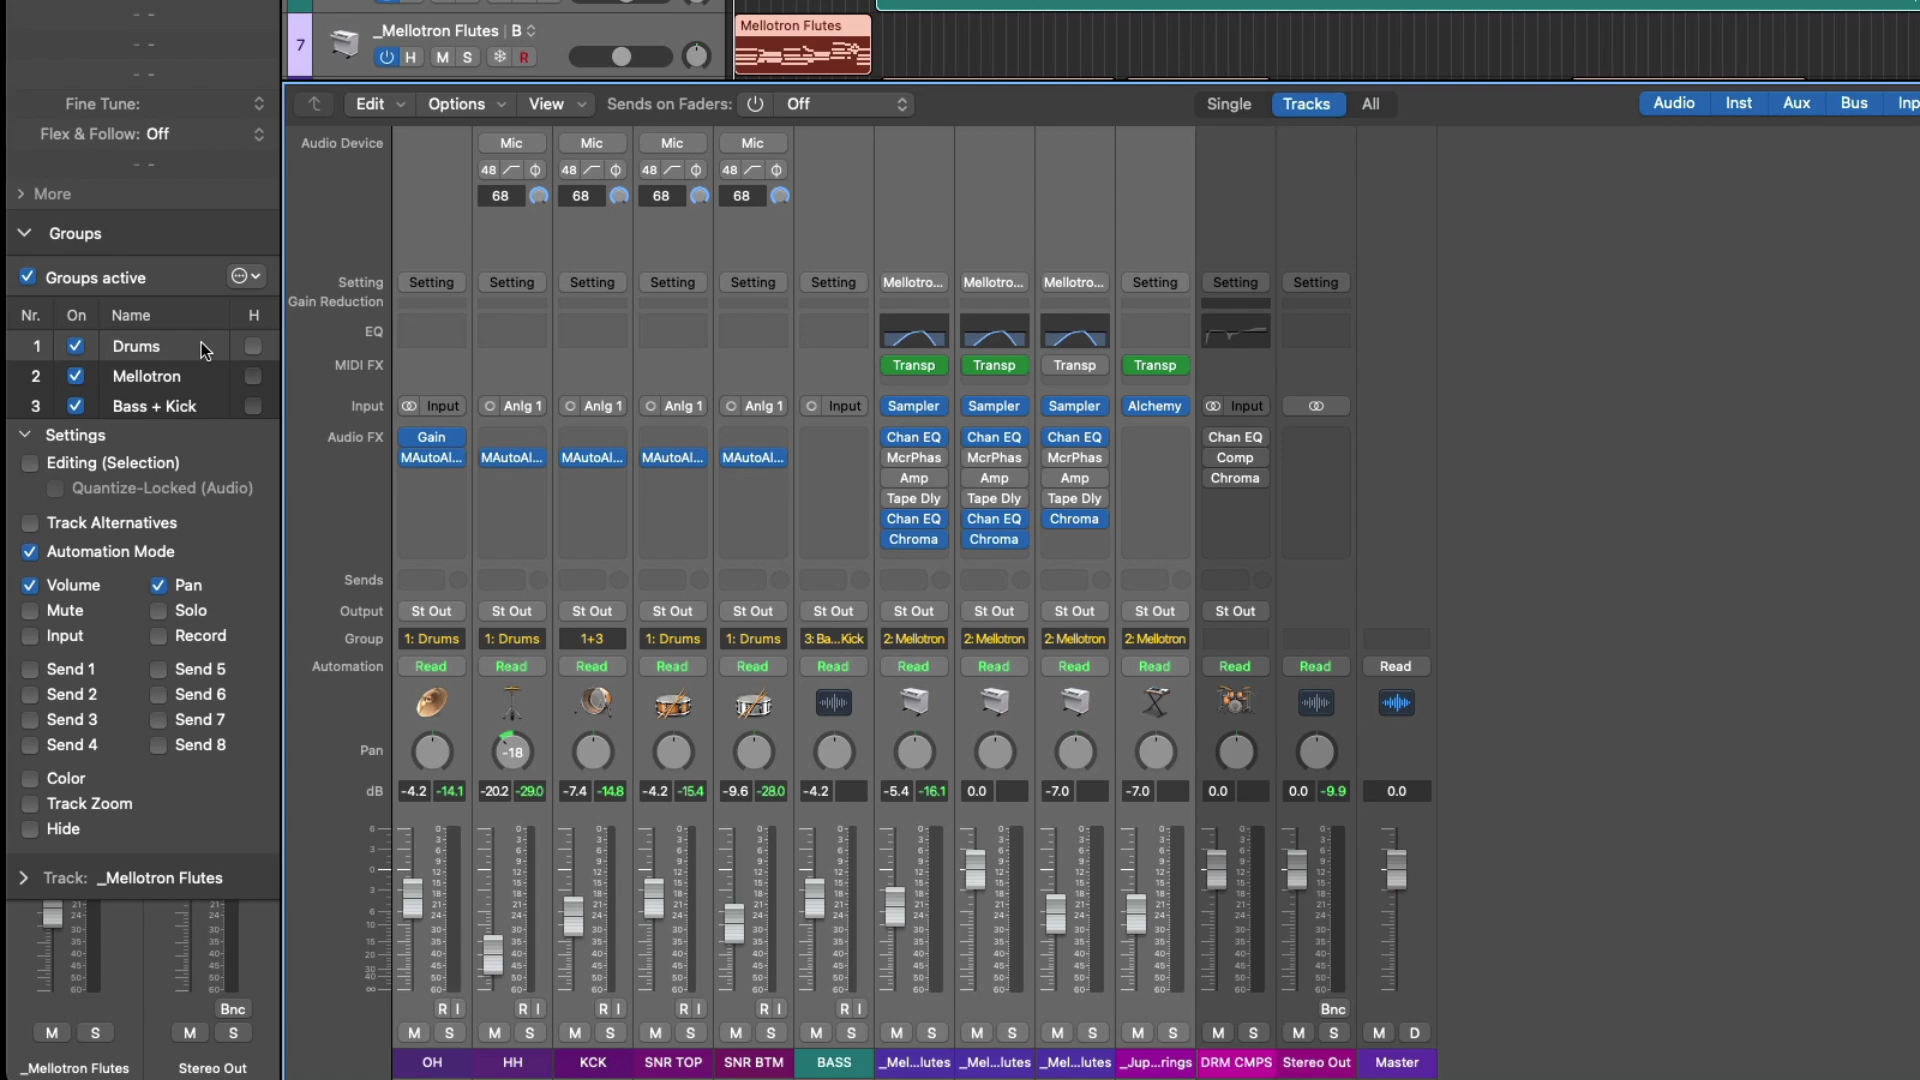 Fine Tune:
Flex & Follow: Off
More
Groups
Groups active
Nr. On Name H
1 Drums
2 Mellotron
3 Bass + Kick
Settings
Editing (Selection)
Quantize-Locked (Audio)
Track Alternatives
Automation Mode
Volume Pan
Mute Solo
Input Record
Send 1 Send 5
Send 2 Send 6
Send 3 Send 7
Send 4 Send 8
Color
Track Zoom
Hide
Track: _Mellotron Flutes
Bnc
M S M S
_Mellotron Flutes Stereo Out
7 _Mellotron Flutes B
H M S R
Mellotron Flutes
Edit Options View Sends on Faders: Off Single Tracks All Audio Inst Aux Bus Inp
Audio Device Mic Mic Mic Mic
48 48 48 48
68 68 68 68
Setting Setting Setting Setting Setting Setting Setting Mellotro... Mellotro... Mellotro... Setting Setting Setting
Gain Reduction
EQ
MIDI FX Transp Transp Transp Transp
Input Input Anlg 1 Anlg 1 Anlg 1 Anlg 1 Input Sampler Sampler Sampler Alchemy Input
Audio FX Gain Chan EQ Chan EQ Chan EQ Chan EQ
MAutoAl... MAutoAl... MAutoAl... MAutoAl... MAutoAl... McrPhas McrPhas McrPhas Comp
Amp Amp Amp Chroma
Tape Dly Tape Dly Tape Dly
Chan EQ Chan EQ Chroma
Chroma Chroma
Sends
Output St Out St Out St Out St Out St Out St Out St Out St Out St Out St Out St Out
Group 1: Drums 1: Drums 1+3 1: Drums 1: Drums 3: Ba...Kick 2: Mellotron 2: Mellotron 2: Mellotron 2: Mellotron
Automation Read Read Read Read Read Read Read Read Read Read Read Read Read
Pan -18
dB -4.2 -14.1 -20.2 -29.0 -7.4 -14.8 -4.2 -15.4 -9.6 -28.0 -4.2 -5.4 -16.1 0.0 -7.0 -7.0 0.0 0.0 -9.9 0.0
R I R I R I R I R I R I Bnc
M S M S M S M S M S M S M S M S M S M S M S M S M D
OH HH KCK SNR TOP SNR BTM BASS _Mel...lutes _Mel...lutes _Mel...lutes _Jup...rings DRM CMPS Stereo Out Master